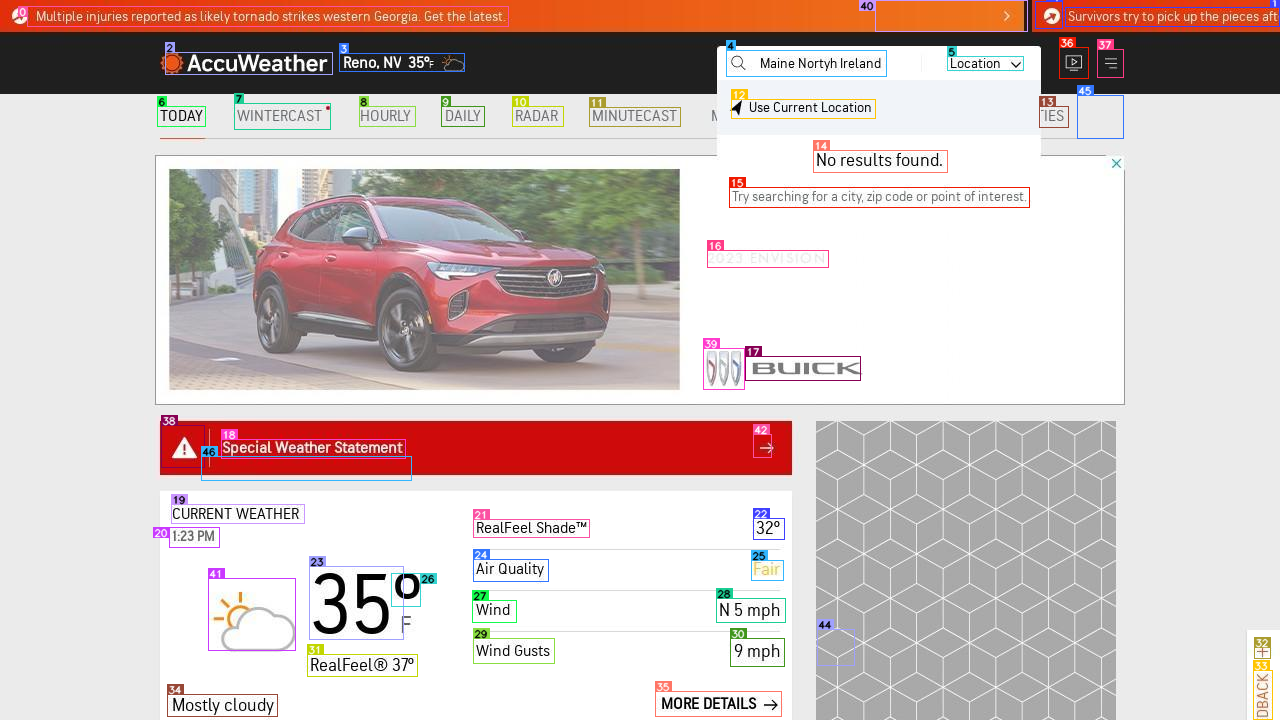 Multiple injuries reported as likely tornado strikes western Georgia. Get the latest.
Survivors try to pick up the pieces aft
AccuWeather
Reno, NV 35°F
Maine Nortyh Ireland
Location
Use Current Location
No results found.
Try searching for a city, zip code or point of interest.
TODAY
WINTERCAST
HOURLY
DAILY
RADAR
MINUTECAST
M
TIES
2023 ENVISION
BUICK
Special Weather Statement
CURRENT WEATHER
1:23 PM
35°
F
RealFeel® 37°
Mostly cloudy
RealFeel Shade™ 32°
Air Quality Fair
Wind N 5 mph
Wind Gusts 9 mph
MORE DETAILS
DBACK
0
1
2
3
4
5
6
7
8
9
10
11
12
13
14
15
16
17
18
19
20
21
22
23
24
25
26
27
28
29
30
31
32
33
34
35
36
37
38
39
40
41
42
44
45
46